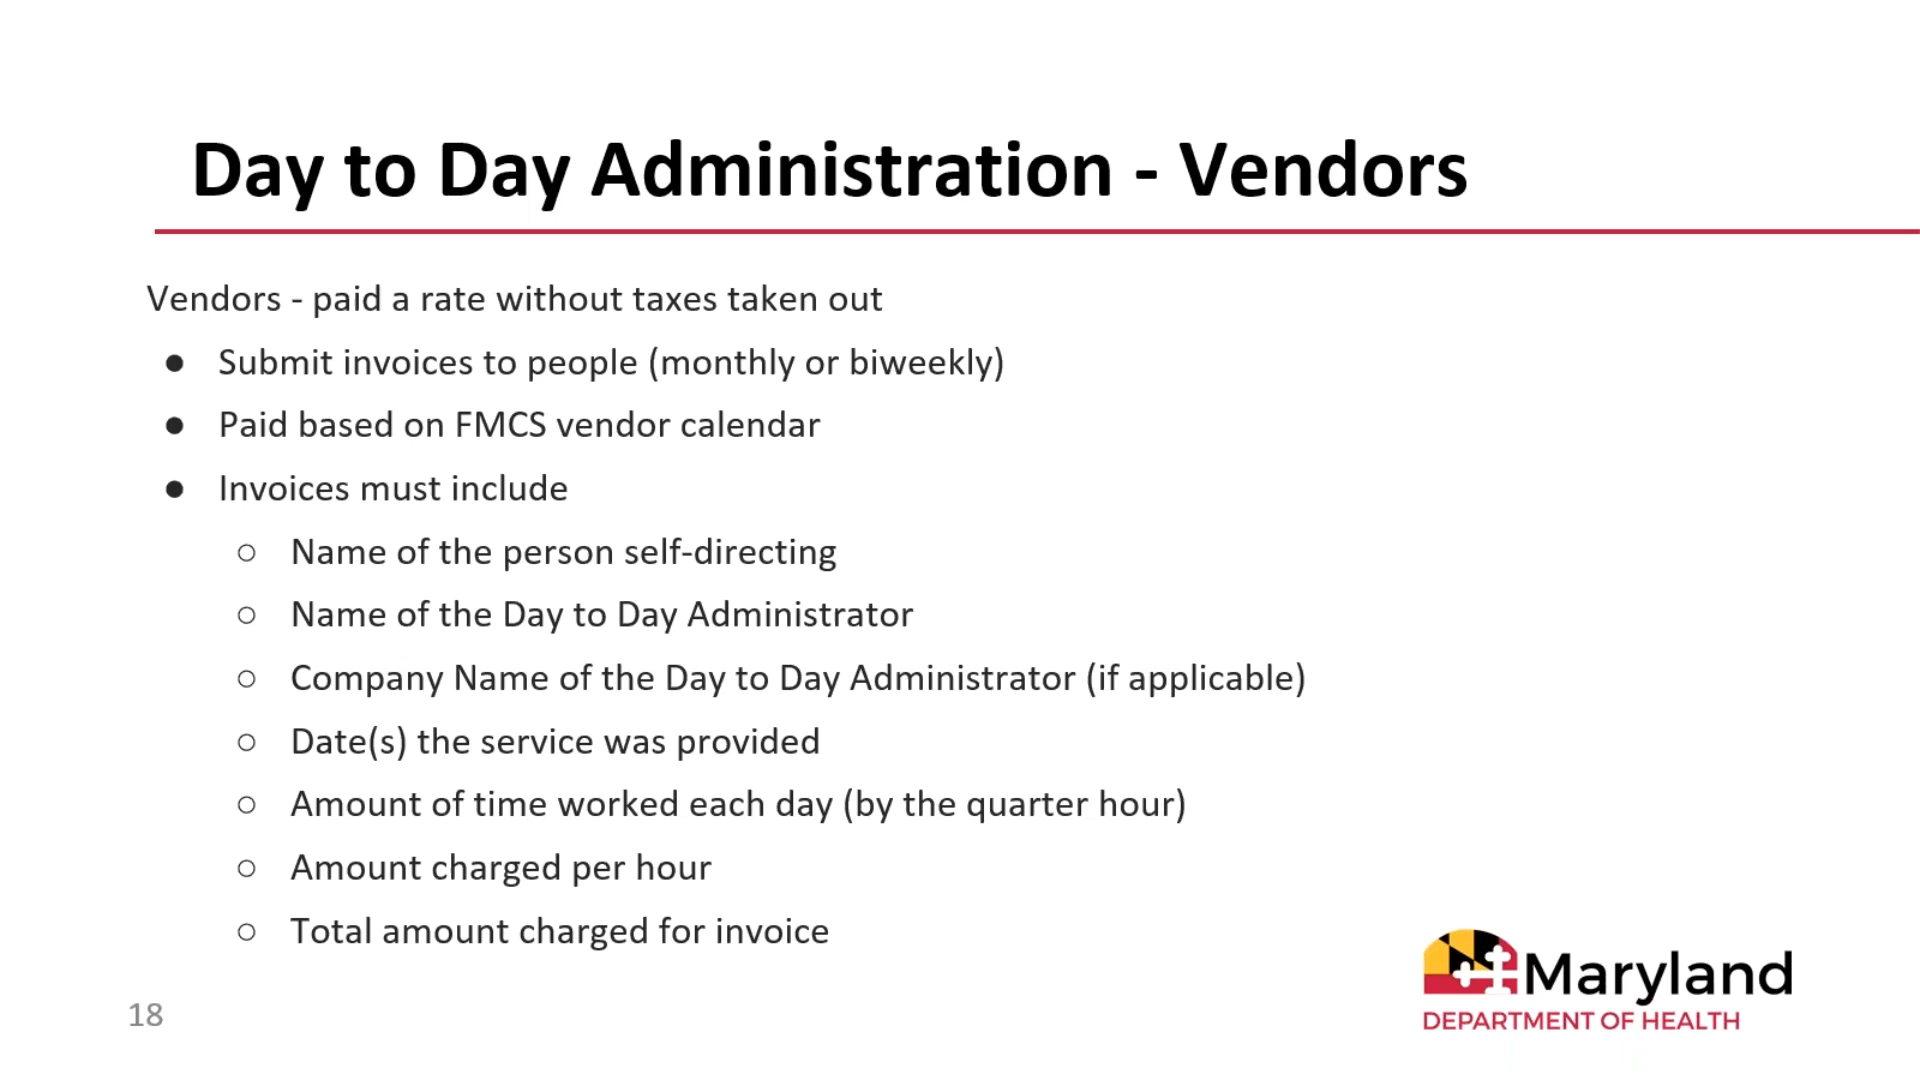 Day to Day Administration - Vendors
Vendors - paid a rate without taxes taken out
● Submit invoices to people (monthly or biweekly)
● Paid based on FMCS vendor calendar
● Invoices must include
○ Name of the person self-directing
○ Name of the Day to Day Administrator
○ Company Name of the Day to Day Administrator (if applicable)
○ Date(s) the service was provided
○ Amount of time worked each day (by the quarter hour)
○ Amount charged per hour
○ Total amount charged for invoice
18
Maryland
DEPARTMENT OF HEALTH